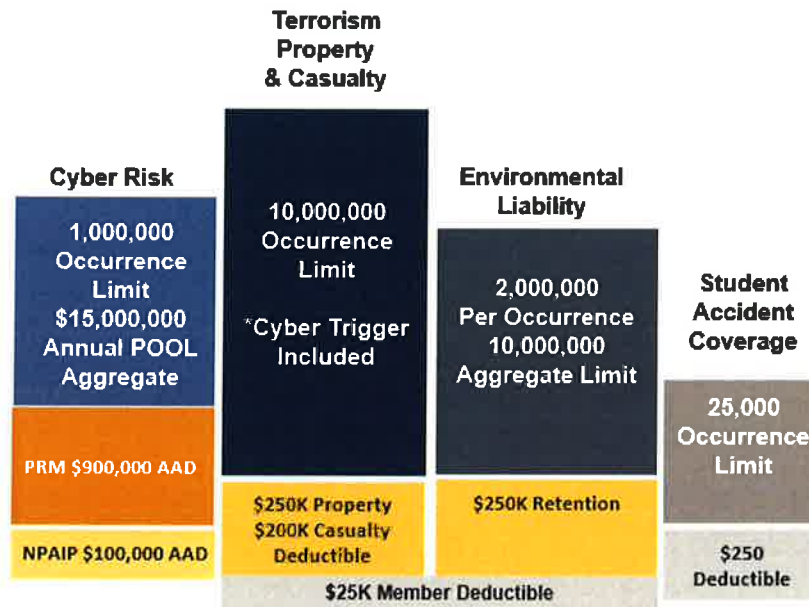 Terrorism
Property
& Casualty
Cyber Risk
1,000,000
Occurrence
Limit
$15,000,000
Annual POOL
Aggregate
PRM $900,000 AAD
NPAIP $100,000 AAD
10,000,000
Occurrence
Limit
*Cyber Trigger
Included
$250K Property
$200K Casualty
Deductible
Environmental
Liability
2,000,000
Per Occurrence
10,000,000
Aggregate Limit
$250K Retention
$25K Member Deductible
Student
Accident
Coverage
25,000
Occurrence
Limit
$250
Deductible